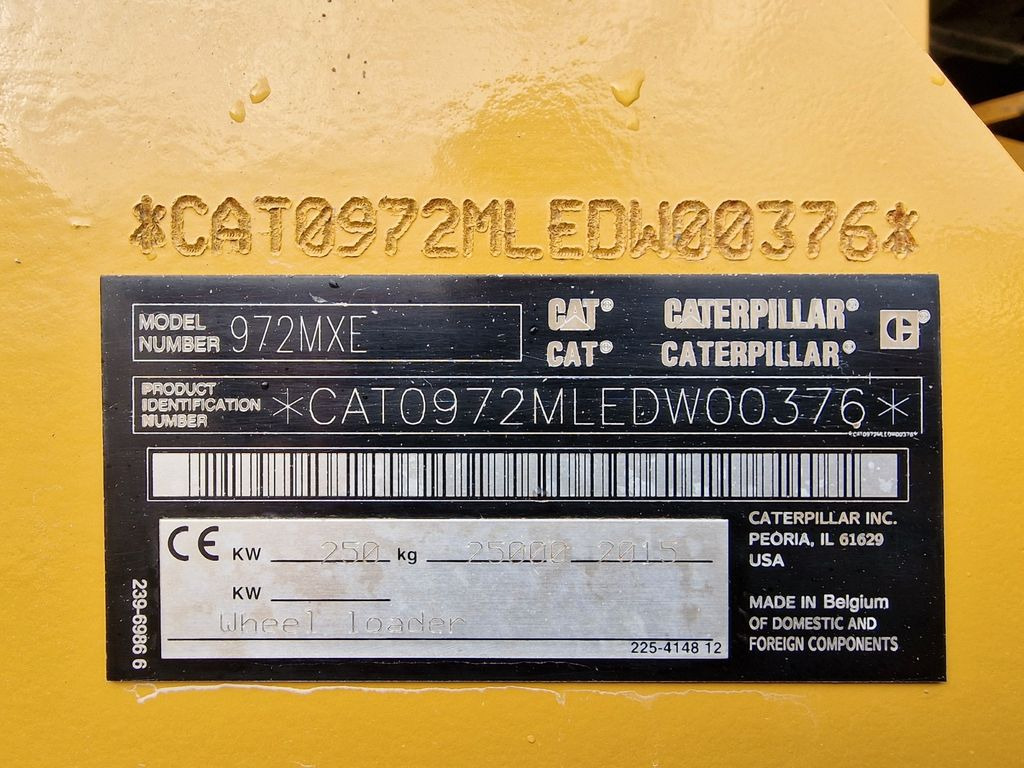 *CAT0972MLEDW00376*
MODEL NUMBER 972MXE
CAT® CATERPILLAR® ®
CAT® CATERPILLAR®
PRODUCT IDENTIFICATION NUMBER *CAT0972MLEDW00376*
*CAT0972MLEDW00376*
CE KW 250 kg 25000 2015
KW
Wheel loader
225-4148 12
239-6986 6
CATERPILLAR INC.
PEORIA, IL 61629
USA
MADE IN Belgium
OF DOMESTIC AND
FOREIGN COMPONENTS